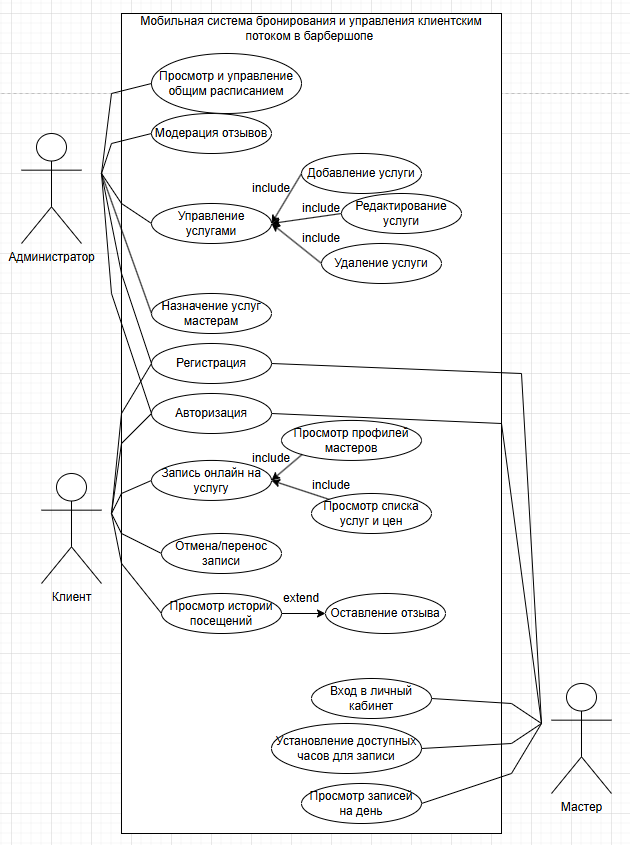 Мобильная система бронирования и управления клиентским
потоком в барбершопе
Просмотр и управление
общим расписанием
Модерация отзывов
Добавление услуги
include
Редактирование
услуги
include
Управление
услугами
include
Удаление услуги
Администратор
Назначение услуг
мастерам
Регистрация
Авторизация
Просмотр профилей
мастеров
include
Запись онлайн на
услугу
include
Просмотр списка
услуг и цен
Отмена/перенос
записи
Клиент
Просмотр истории
посещений
extend
Оставление отзыва
Вход в личный
кабинет
Установление доступных
часов для записи
Просмотр записей
на день
Мастер